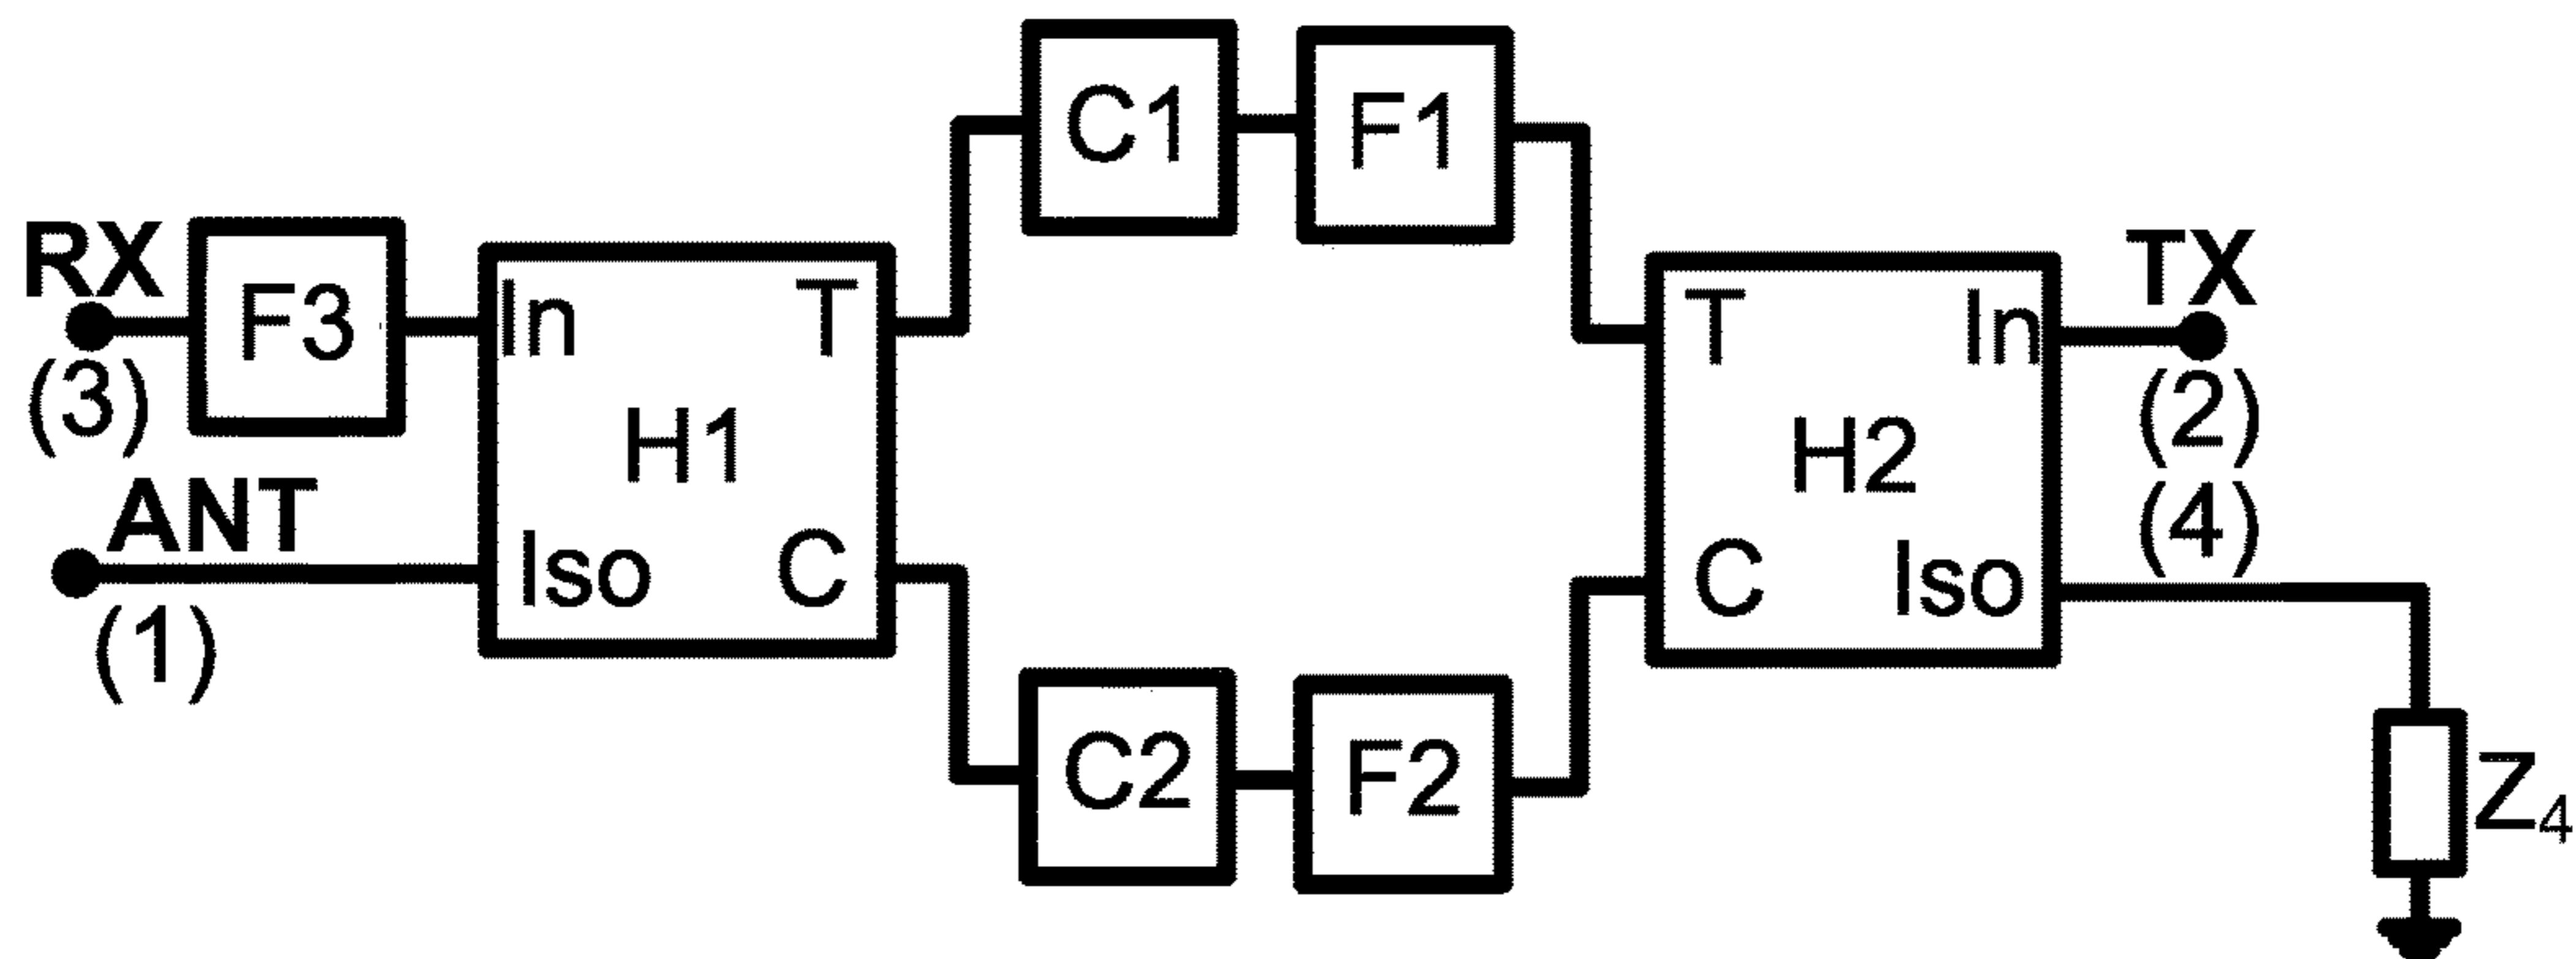 C1
F1
RX
F3
In
T
(3)
H1
ANT
Iso
C
(1)
T
In
TX
H2
(2)
(4)
C
Iso
C2
F2
Z₄